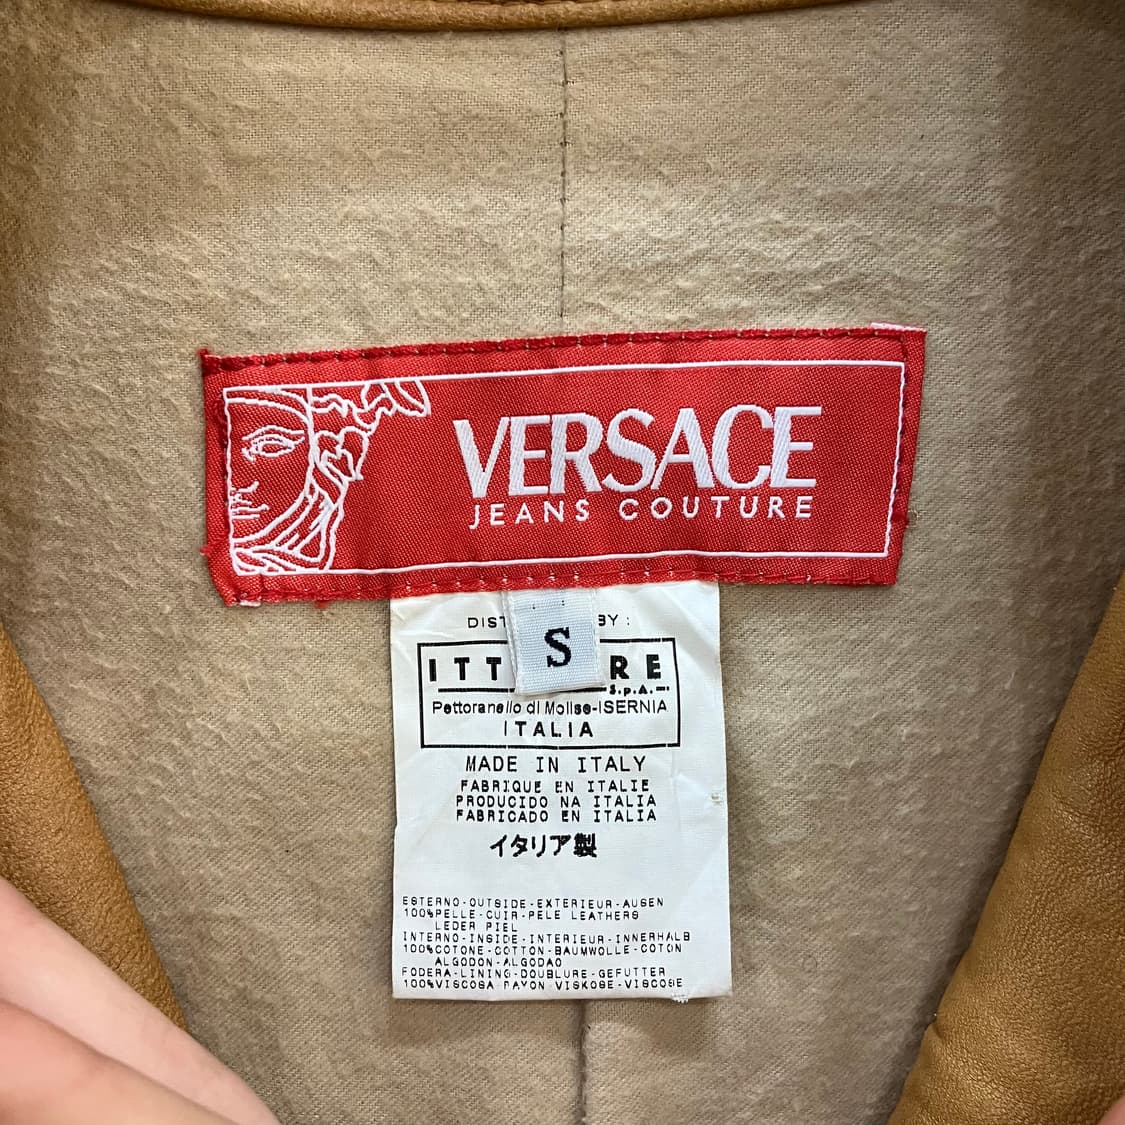 VERSACE
JEANS COUTURE
S
BY :
S.p.A.
Pettoranello di Molise-ISERNIA
ITALIA
MADE IN ITALY
FABRIQUE EN ITALIE
PRODUCIDO NA ITALIA
FABRICADO EN ITALIA
イタリア製
ESTERNO-OUTSIDE-EXTERIEUR-AUSEN
100%PELLE-CUIR-PELE LEATHERS
LEDER PIEL
INTERNO-INSIDE-INTERIEUR-INNERHALB
100%COTONE-COTTON-BAUMWOLLE-COTON
ALGODON-ALGODAO
FODERA-LINING-DOUBLURE-GEFUTTER
100%VISCOSA RAYON VISKOSE-VISCOSE